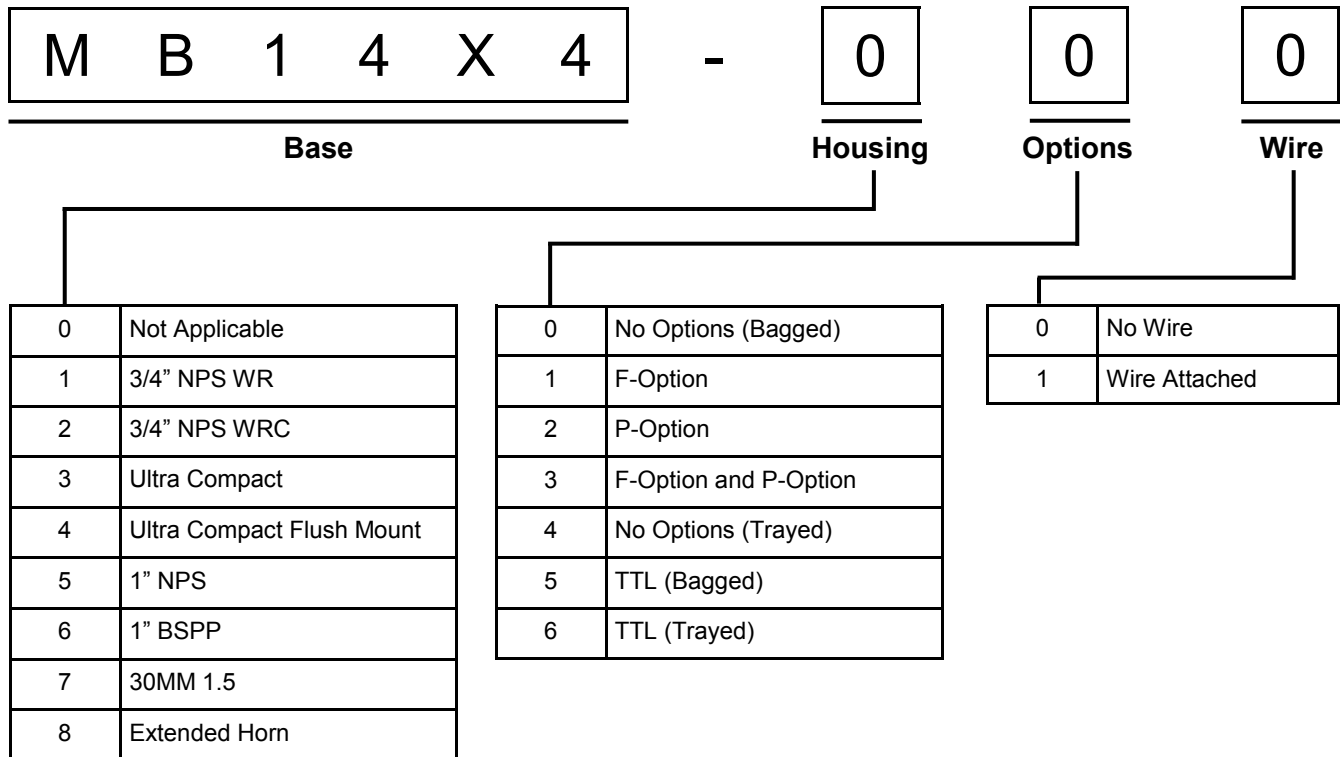 M B 1 4 X 4 - 0 0 0
Base Housing Options Wire
0 Not Applicable
1 3/4” NPS WR
2 3/4” NPS WRC
3 Ultra Compact
4 Ultra Compact Flush Mount
5 1” NPS
6 1” BSPP
7 30MM 1.5
8 Extended Horn
0 No Options (Bagged)
1 F-Option
2 P-Option
3 F-Option and P-Option
4 No Options (Trayed)
5 TTL (Bagged)
6 TTL (Trayed)
0 No Wire
1 Wire Attached